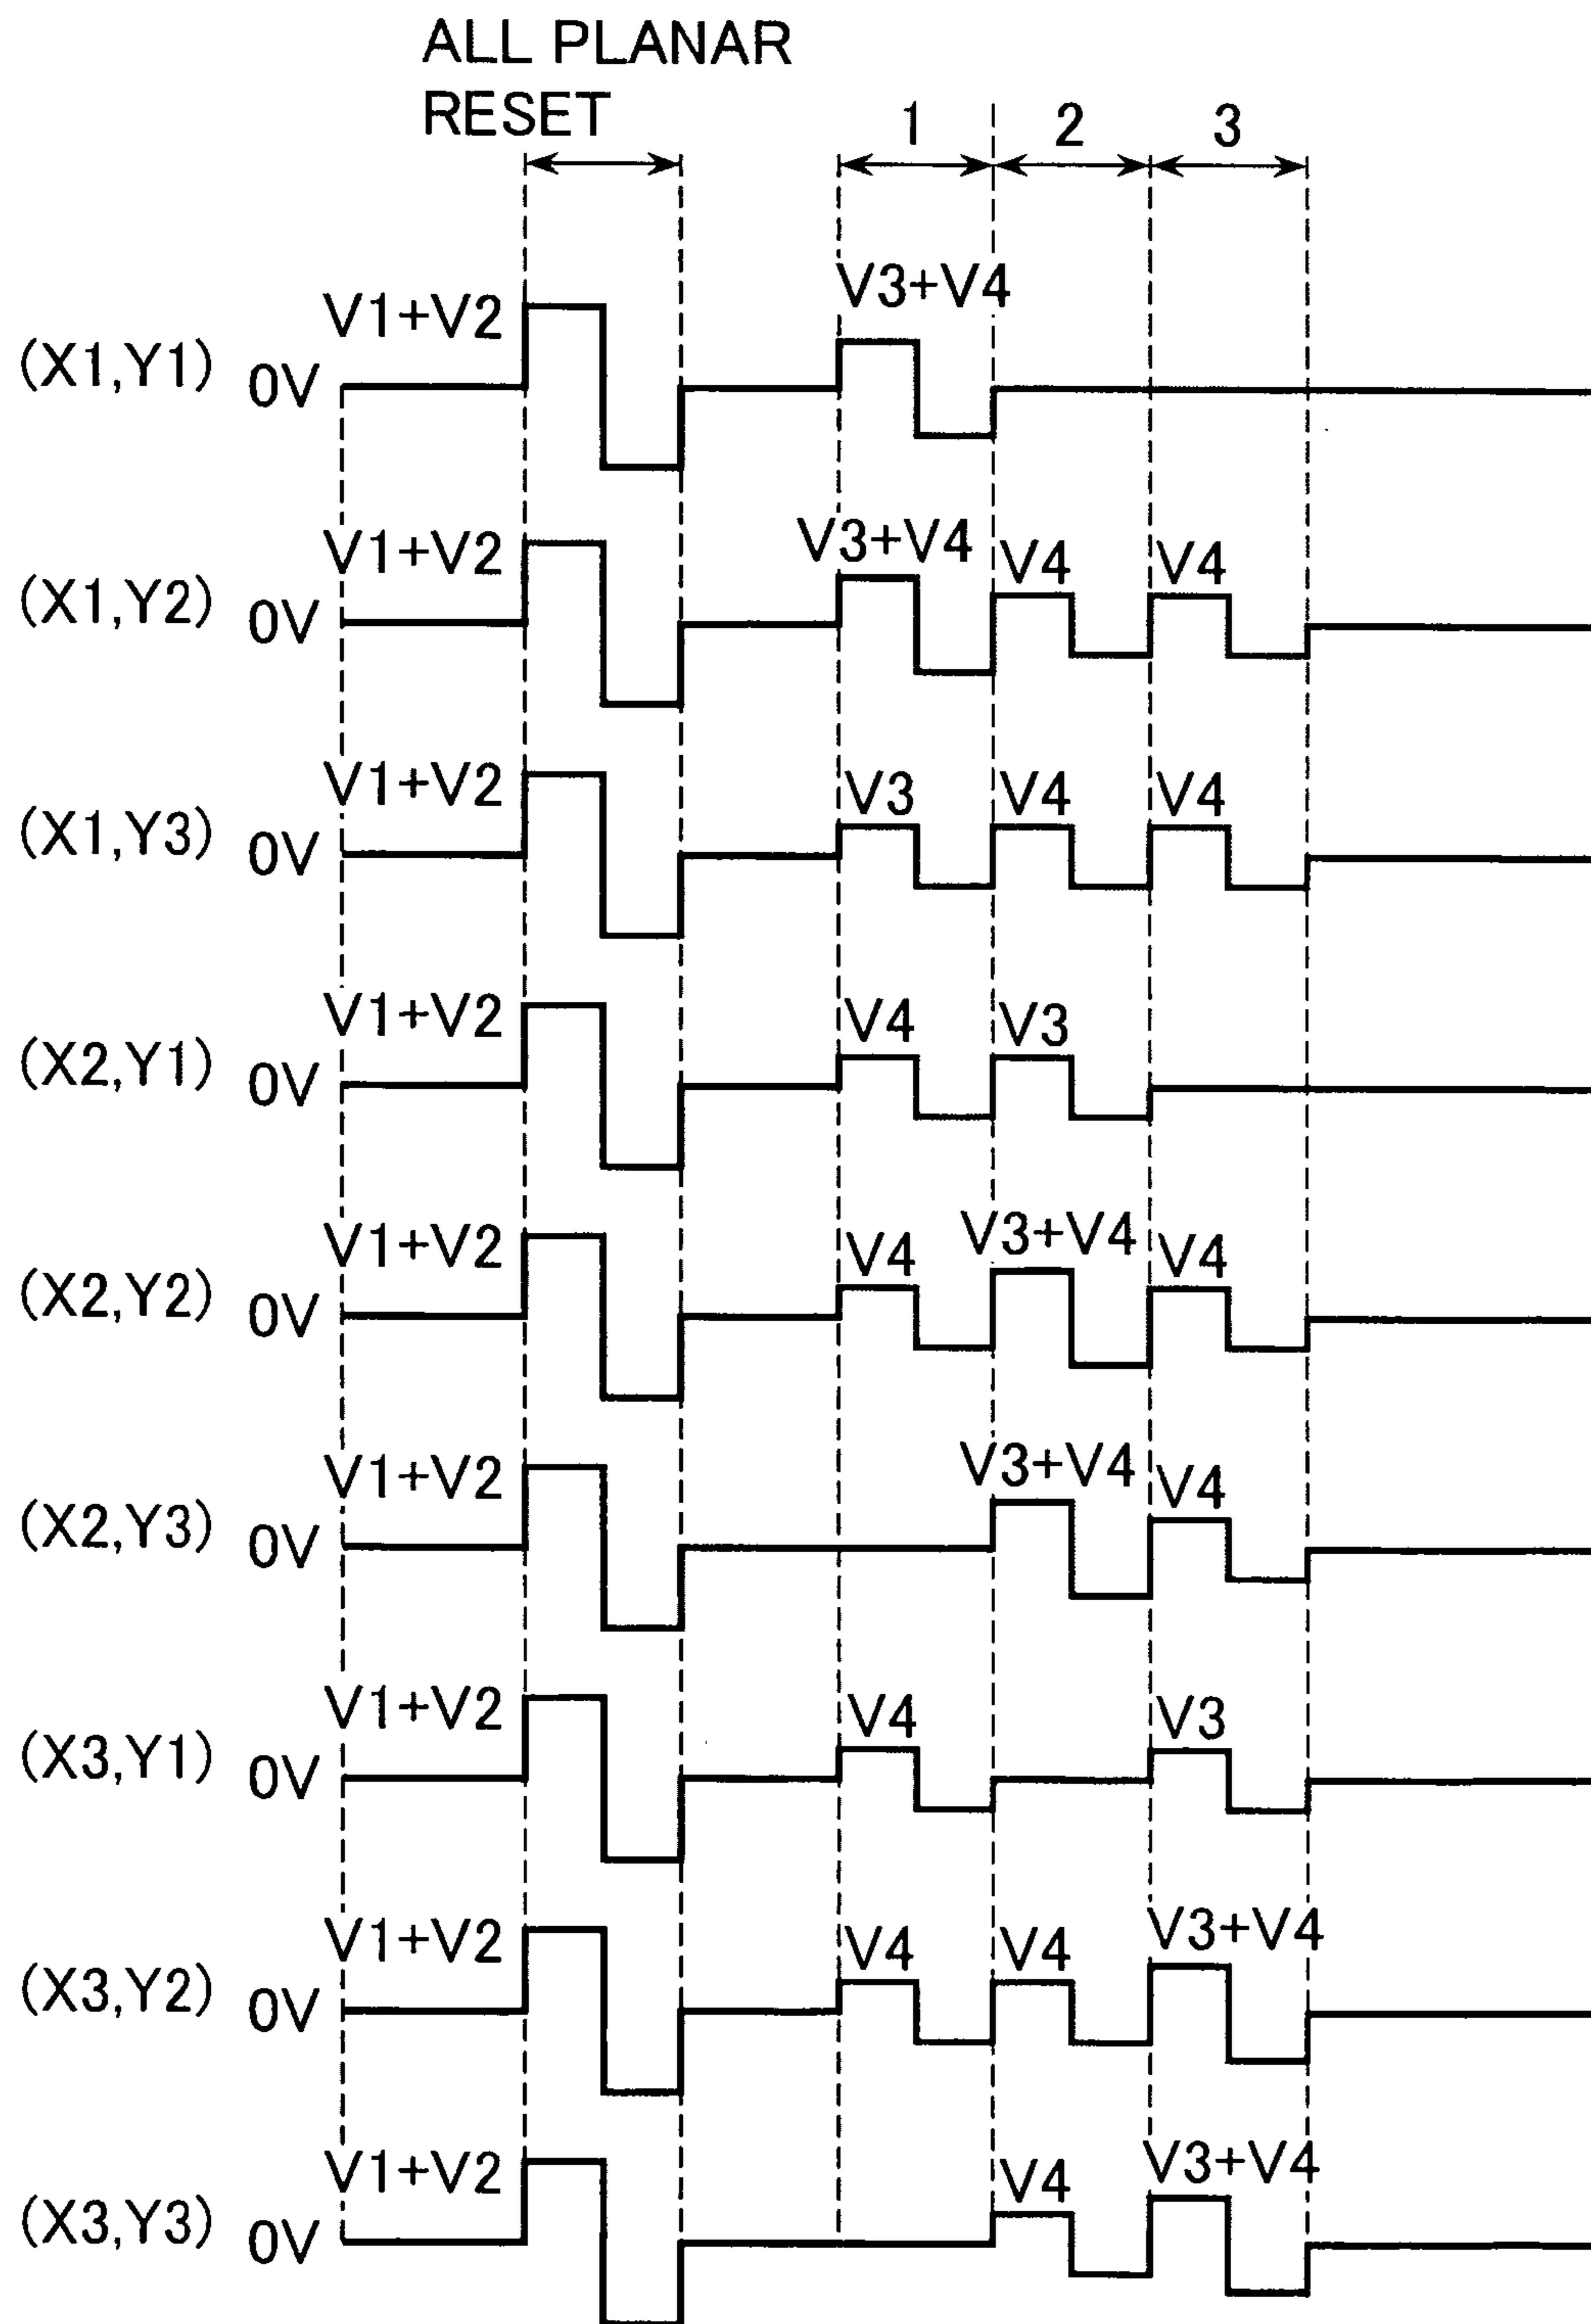 ALL PLANAR
RESET
1 2 3
V1+V2 V3+V4
(X1,Y1) 0V
V1+V2 V3+V4 V4 V4
(X1,Y2) 0V
V1+V2 V3 V4 V4
(X1,Y3) 0V
V1+V2 V4 V3
(X2,Y1) 0V
V1+V2 V4 V3+V4 V4
(X2,Y2) 0V
V1+V2 V3+V4 V4
(X2,Y3) 0V
V1+V2 V4 V3
(X3,Y1) 0V
V1+V2 V4 V4 V3+V4
(X3,Y2) 0V
V1+V2 V4 V3+V4
(X3,Y3) 0V